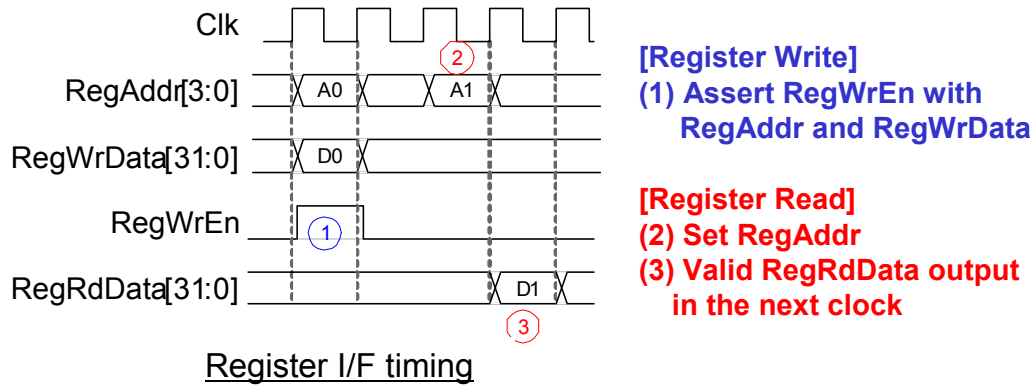 Clk
2
RegAddr[3:0]
A0
A1
RegWrData[31:0]
D0
RegWrEn
1
RegRdData[31:0]
D1
3
Register I/F timing
[Register Write]
(1) Assert RegWrEn with
RegAddr and RegWrData
[Register Read]
(2) Set RegAddr
(3) Valid RegRdData output
in the next clock